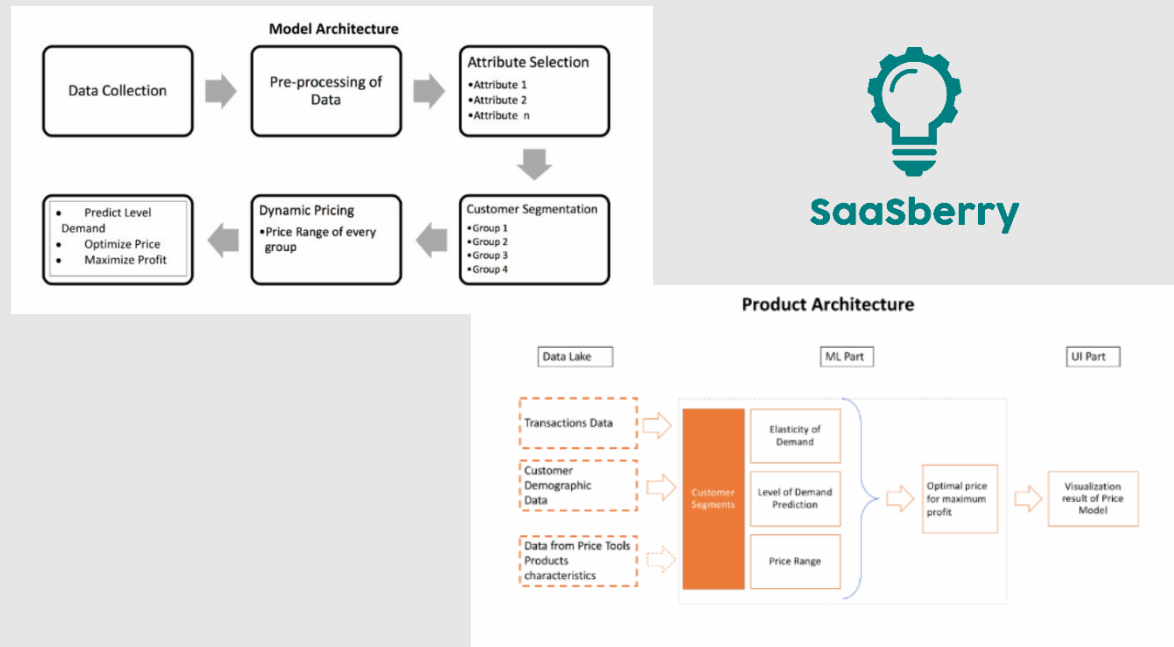 Model Architecture
Data Collection
Pre-processing of
Data
Attribute Selection
•Attribute 1
•Attribute 2
•Attribute n
Customer Segmentation
•Group 1
•Group 2
•Group 3
•Group 4
Dynamic Pricing
•Price Range of every
group
• Predict Level
Demand
• Optimize Price
• Maximize Profit
SaaSberry
Product Architecture
Data Lake
ML Part
UI Part
Transactions Data
Customer
Demographic
Data
Data from Price Tools
Products
characteristics
Customer
Segments
Elasticity of
Demand
Level of Demand
Prediction
Price Range
Optimal price
for maximum
profit
Visualization
result of Price
Model